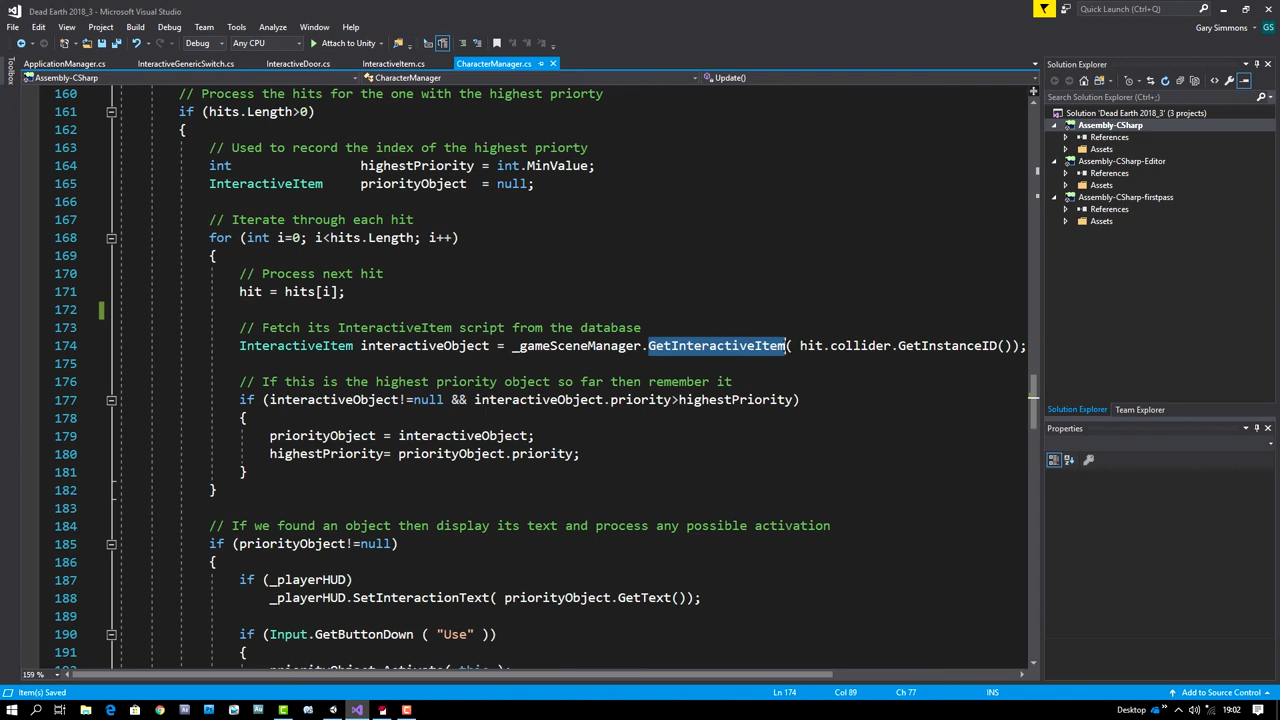 Dead Earth 2018_3 - Microsoft Visual Studio
Quick Launch (Ctrl+Q)
File Edit View Project Build Debug Team Tools Test Analyze Window Help
Gary Simmons GS
Debug Any CPU Attach to Unity
Toolbox
ApplicationManager.cs InteractiveGenericSwitch.cs InteractiveDoor.cs InteractiveItem.cs CharacterManager.cs
Assembly-CSharp CharacterManager Update()
160 // Process the hits for the one with the highest priorty
161 if (hits.Length>0)
162 {
163 // Used to record the index of the highest priorty
164 int highestPriority = int.MinValue;
165 InteractiveItem priorityObject = null;
166
167 // Iterate through each hit
168 for (int i=0; i<hits.Length; i++)
169 {
170 // Process next hit
171 hit = hits[i];
172
173 // Fetch its InteractiveItem script from the database
174 InteractiveItem interactiveObject = _gameSceneManager.GetInteractiveItem( hit.collider.GetInstanceID());
175
176 // If this is the highest priority object so far then remember it
177 if (interactiveObject!=null && interactiveObject.priority>highestPriority)
178 {
179 priorityObject = interactiveObject;
180 highestPriority= priorityObject.priority;
181 }
182 }
183
184 // If we found an object then display its text and process any possible activation
185 if (priorityObject!=null)
186 {
187 if (_playerHUD)
188 _playerHUD.SetInteractionText( priorityObject.GetText());
189
190 if (Input.GetButtonDown ( "Use" ))
191 {
priorityObject.Activate( this );
159 %
Solution Explorer
Search Solution Explorer (Ctrl+;)
Solution 'Dead Earth 2018_3' (3 projects)
Assembly-CSharp
References
Assets
Assembly-CSharp-Editor
References
Assets
Assembly-CSharp-firstpass
References
Assets
Solution Explorer Team Explorer
Properties
Item(s) Saved Ln 174 Col 89 Ch 77 INS Add to Source Control
Desktop 19:02